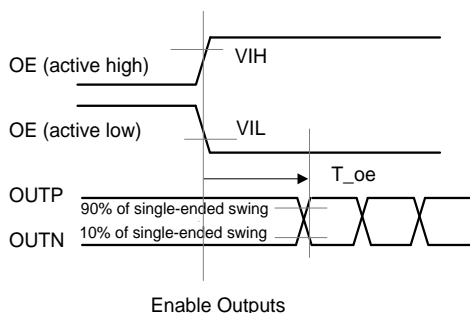 OE (active high)
VIH
OE (active low)
VIL
T_oe
OUTP
90% of single-ended swing
10% of single-ended swing
OUTN
Enable Outputs